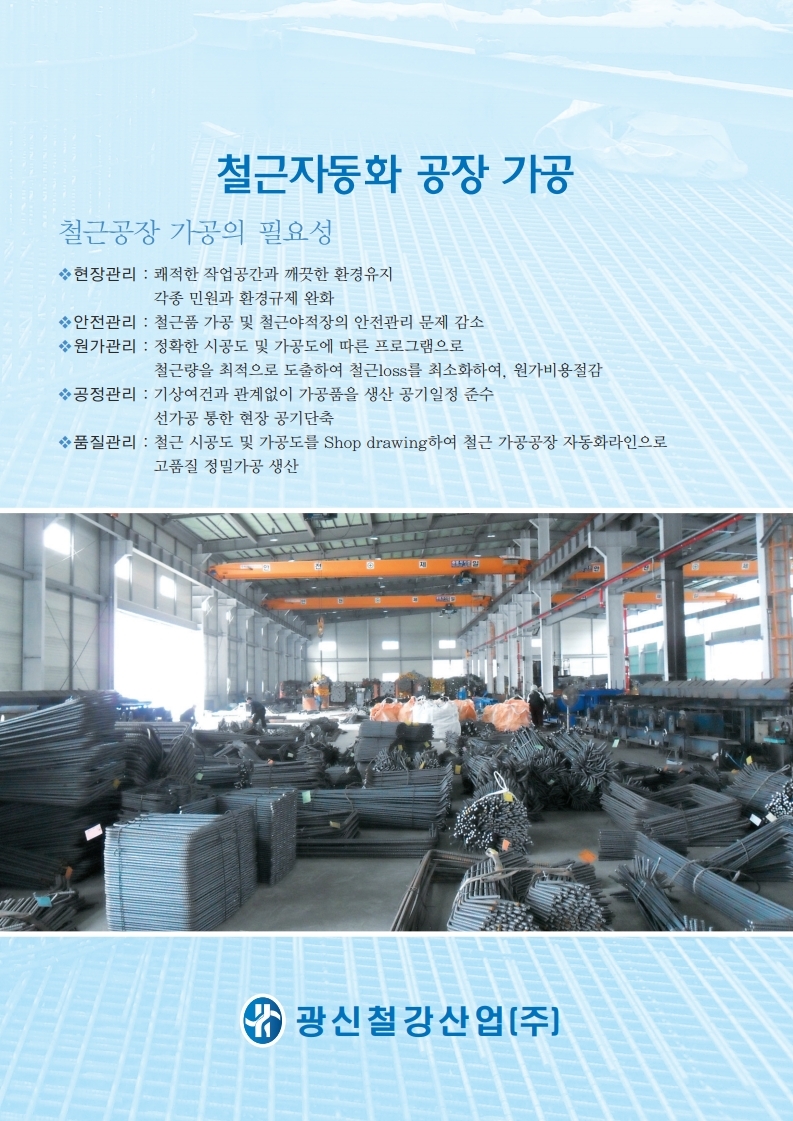 철근자동화 공장 가공
철근공장 가공의 필요성
❖현장관리 : 쾌적한 작업공간과 깨끗한 환경유지
각종 민원과 환경규제 완화
❖안전관리 : 철근품 가공 및 철근야적장의 안전관리 문제 감소
❖원가관리 : 정확한 시공도 및 가공도에 따른 프로그램으로
철근량을 최적으로 도출하여 철근loss를 최소화하여, 원가비용절감
❖공정관리 : 기상여건과 관계없이 가공품을 생산 공기일정 준수
선가공 통한 현장 공기단축
❖품질관리 : 철근 시공도 및 가공도를 Shop drawing하여 철근 가공공장 자동화라인으로
고품질 정밀가공 생산
광신철강산업(주)